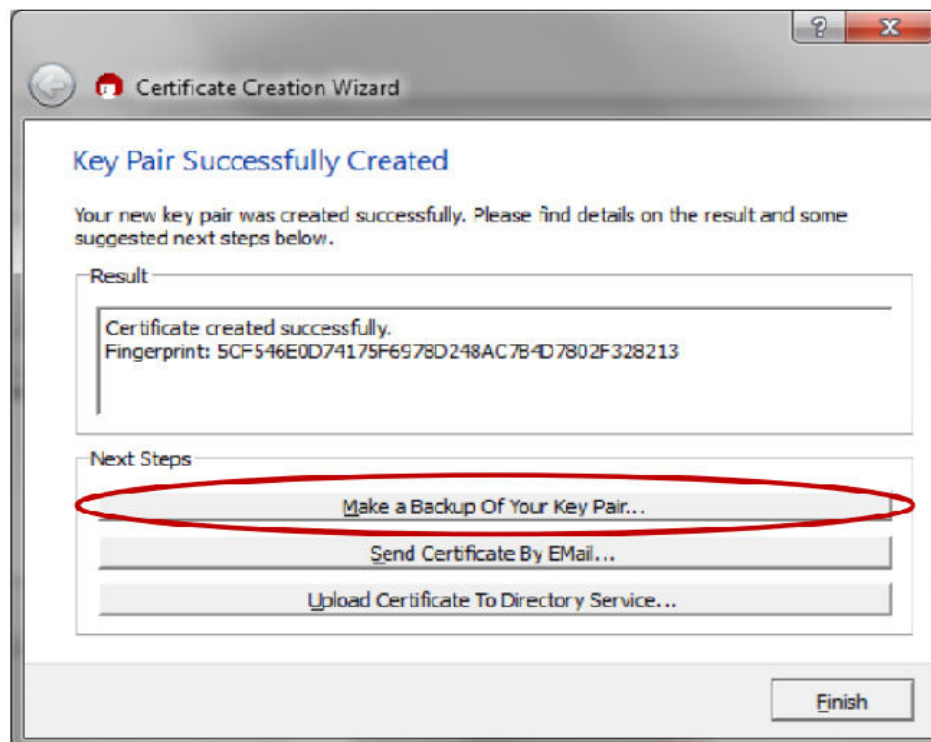 Certificate Creation Wizard
Key Pair Successfully Created
Your new key pair was created successfully. Please find details on the result and some
suggested next steps below.
Result
Certificate created successfully.
Fingerprint: 5CF546E0D74175F6978D248AC7B4D7802F328213
Next Steps
Make a Backup Of Your Key Pair...
Send Certificate By EMail...
Upload Certificate To Directory Service...
Finish